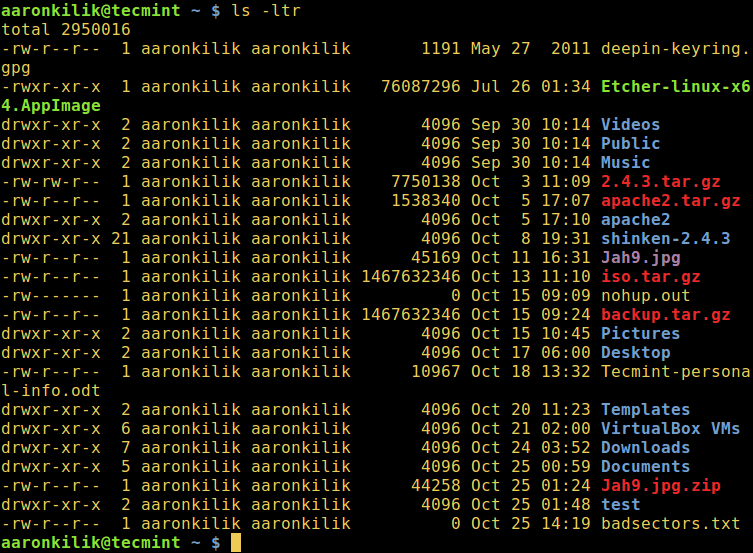 aaronkilik@tecmint ~ $ ls -ltr
total 2950016
-rw-r--r--  1 aaronkilik aaronkilik       1191 May 27  2011 deepin-keyring.
gpg
-rwxr-xr-x  1 aaronkilik aaronkilik   76087296 Jul 26 01:34 Etcher-linux-x6
4.AppImage
drwxr-xr-x  2 aaronkilik aaronkilik       4096 Sep 30 10:14 Videos
drwxr-xr-x  2 aaronkilik aaronkilik       4096 Sep 30 10:14 Public
drwxr-xr-x  2 aaronkilik aaronkilik       4096 Sep 30 10:14 Music
-rw-rw-r--  1 aaronkilik aaronkilik    7750138 Oct  3 11:09 2.4.3.tar.gz
-rw-r--r--  1 aaronkilik aaronkilik    1538340 Oct  5 17:07 apache2.tar.gz
drwxr-xr-x  2 aaronkilik aaronkilik       4096 Oct  5 17:10 apache2
drwxr-xr-x 21 aaronkilik aaronkilik       4096 Oct  8 19:31 shinken-2.4.3
-rw-r--r--  1 aaronkilik aaronkilik      45169 Oct 11 16:31 Jah9.jpg
-rw-r--r--  1 aaronkilik aaronkilik 1467632346 Oct 13 11:10 iso.tar.gz
-rw-------  1 aaronkilik aaronkilik          0 Oct 15 09:09 nohup.out
-rw-r--r--  1 aaronkilik aaronkilik 1467632346 Oct 15 09:24 backup.tar.gz
drwxr-xr-x  2 aaronkilik aaronkilik       4096 Oct 15 10:45 Pictures
drwxr-xr-x  2 aaronkilik aaronkilik       4096 Oct 17 06:00 Desktop
-rw-r--r--  1 aaronkilik aaronkilik      10967 Oct 18 13:32 Tecmint-persona
l-info.odt
drwxr-xr-x  2 aaronkilik aaronkilik       4096 Oct 20 11:23 Templates
drwxr-xr-x  6 aaronkilik aaronkilik       4096 Oct 21 02:00 VirtualBox VMs
drwxr-xr-x  7 aaronkilik aaronkilik       4096 Oct 24 03:52 Downloads
drwxr-xr-x  5 aaronkilik aaronkilik       4096 Oct 25 00:59 Documents
-rw-r--r--  1 aaronkilik aaronkilik      44258 Oct 25 01:24 Jah9.jpg.zip
drwxr-xr-x  2 aaronkilik aaronkilik       4096 Oct 25 01:48 test
-rw-r--r--  1 aaronkilik aaronkilik          0 Oct 25 14:19 badsectors.txt
aaronkilik@tecmint ~ $